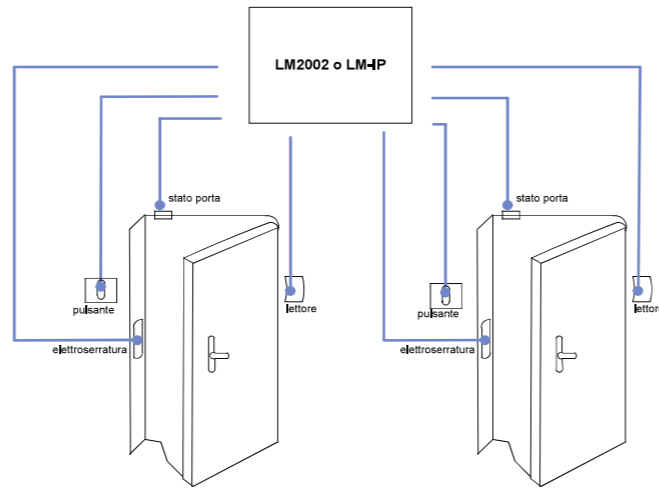 LM2002 o LM-IP
stato porta
stato porta
pulsante
lettore
pulsante
lettore
elettroserratura
elettroserratura